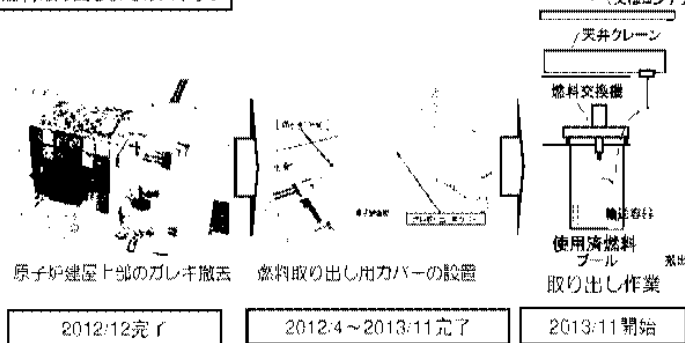 天井クレーン
燃料交換機
輸送容器
使用済燃料
プール
搬出
取り出し作業
原子炉建屋上部のガレキ撤去
燃料取り出し用カバーの設置
2012/12完了
2012/4～2013/11完了
2013/11開始